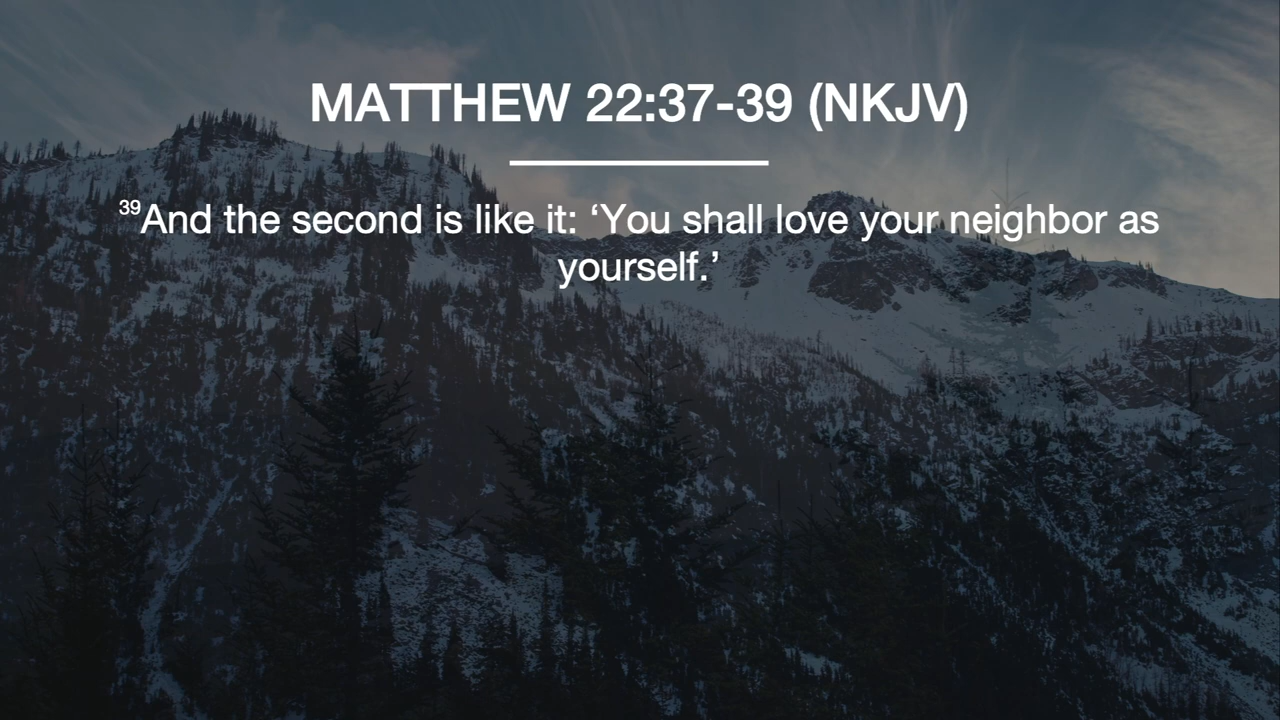 MATTHEW 22:37-39 (NKJV)
39And the second is like it: ‘You shall love your neighbor as
yourself.’